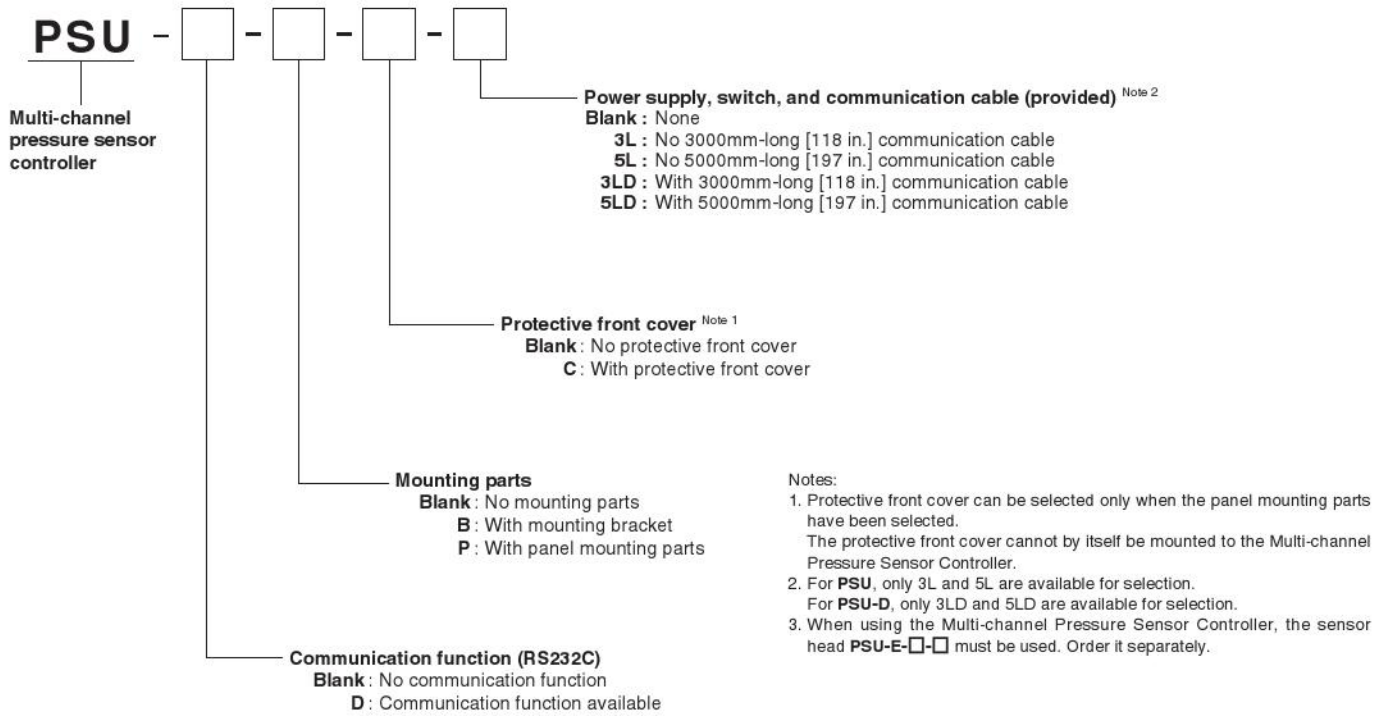 PSU - □ - □ - □ - □
Multi-channel
pressure sensor
controller
Power supply, switch, and communication cable (provided) Note 2
Blank : None
3L : No 3000mm-long [118 in.] communication cable
5L : No 5000mm-long [197 in.] communication cable
3LD : With 3000mm-long [118 in.] communication cable
5LD : With 5000mm-long [197 in.] communication cable
Protective front cover Note 1
Blank : No protective front cover
C : With protective front cover
Mounting parts
Blank : No mounting parts
B : With mounting bracket
P : With panel mounting parts
Communication function (RS232C)
Blank : No communication function
D : Communication function available
Notes:
1. Protective front cover can be selected only when the panel mounting parts
have been selected.
The protective front cover cannot by itself be mounted to the Multi-channel
Pressure Sensor Controller.
2. For PSU, only 3L and 5L are available for selection.
For PSU-D, only 3LD and 5LD are available for selection.
3. When using the Multi-channel Pressure Sensor Controller, the sensor
head PSU-E-□-□ must be used. Order it separately.